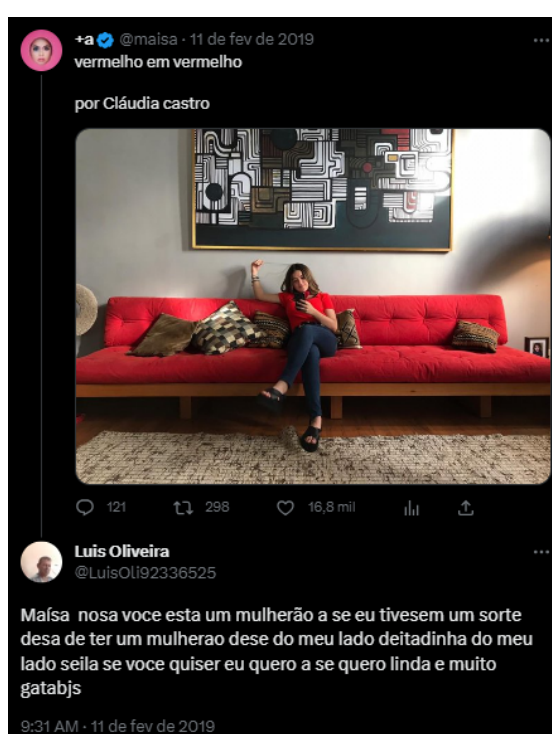 +a @maisa · 11 de fev de 2019
vermelho em vermelho
por Cláudia castro
121 298 16,8 mil
Luis Oliveira
@LuisOli92336525
Maísa nosa voce esta um mulherão a se eu tivesem um sorte
desa de ter um mulherao dese do meu lado deitadinha do meu
lado seila se voce quiser eu quero a se quero linda e muito
gatabjs
9:31 AM · 11 de fev de 2019